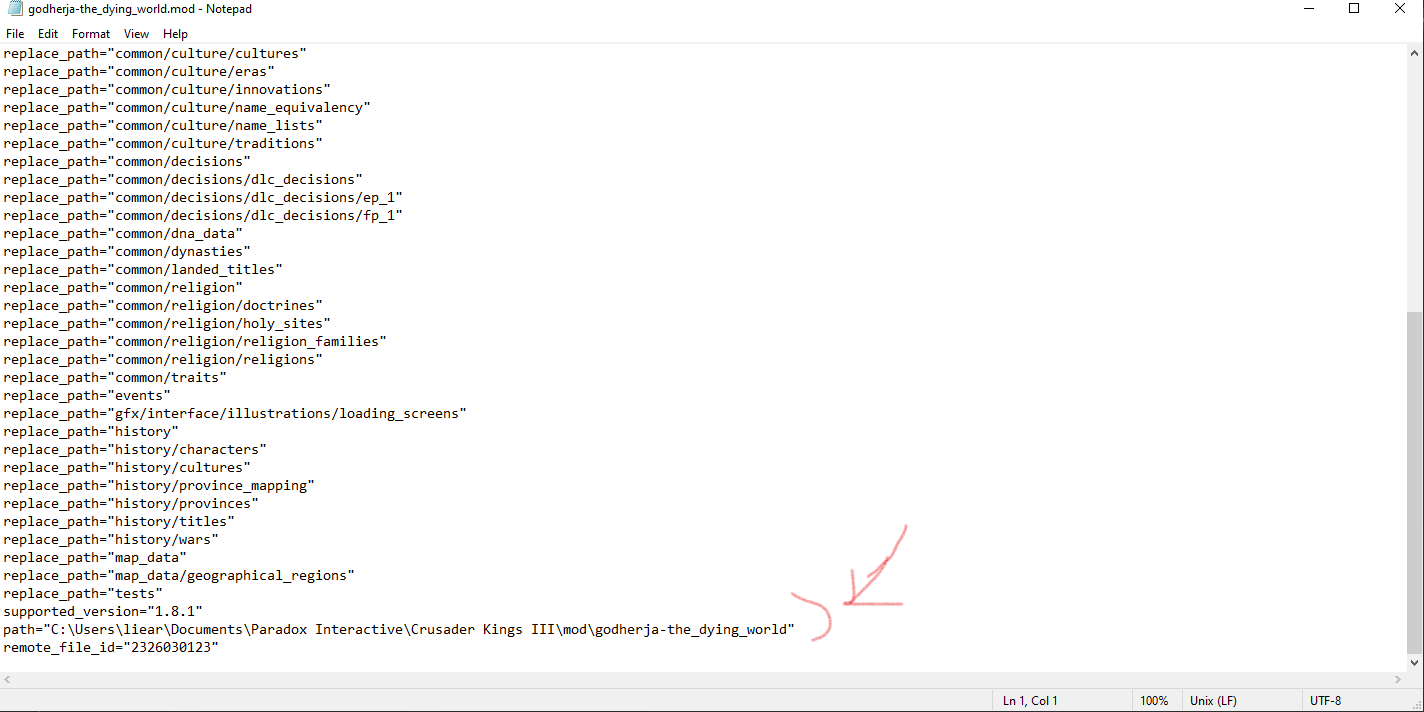 godherja-the_dying_world.mod - Notepad
File Edit Format View Help
replace_path="common/culture/cultures"
replace_path="common/culture/eras"
replace_path="common/culture/innovations"
replace_path="common/culture/name_equivalency"
replace_path="common/culture/name_lists"
replace_path="common/culture/traditions"
replace_path="common/decisions"
replace_path="common/decisions/dlc_decisions"
replace_path="common/decisions/dlc_decisions/ep_1"
replace_path="common/decisions/dlc_decisions/fp_1"
replace_path="common/dna_data"
replace_path="common/dynasties"
replace_path="common/landed_titles"
replace_path="common/religion"
replace_path="common/religion/doctrines"
replace_path="common/religion/holy_sites"
replace_path="common/religion/religion_families"
replace_path="common/religion/religions"
replace_path="common/traits"
replace_path="events"
replace_path="gfx/interface/illustrations/loading_screens"
replace_path="history"
replace_path="history/characters"
replace_path="history/cultures"
replace_path="history/province_mapping"
replace_path="history/provinces"
replace_path="history/titles"
replace_path="history/wars"
replace_path="map_data"
replace_path="map_data/geographical_regions"
replace_path="tests"
supported_version="1.8.1"
path="C:\Users\liear\Documents\Paradox Interactive\Crusader Kings III\mod\godherja-the_dying_world"
remote_file_id="2326030123"
Ln 1, Col 1 100% Unix (LF) UTF-8